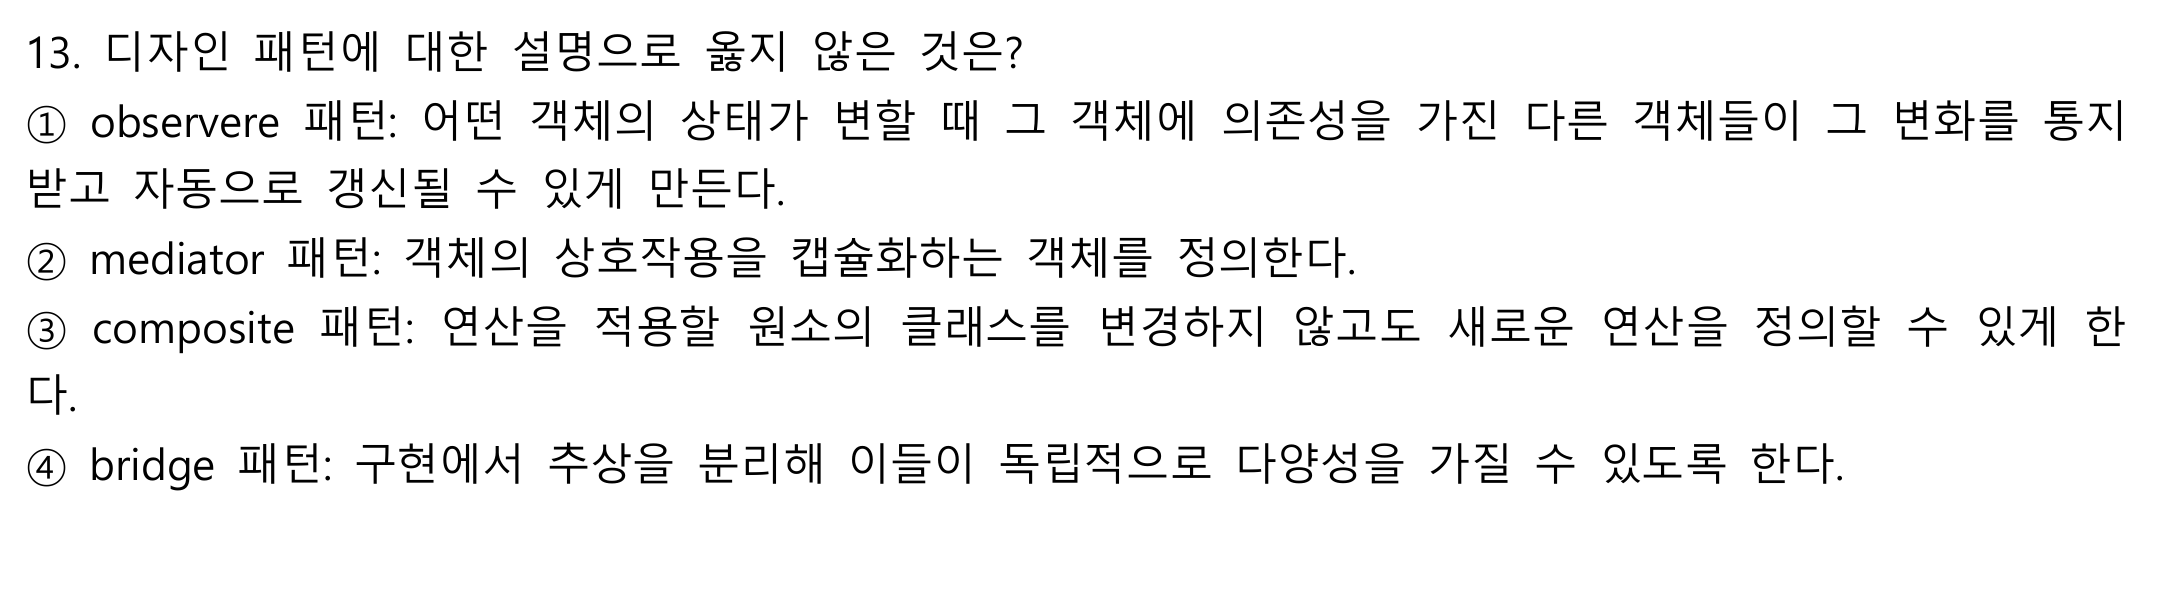 13. 디자인 패턴에 대한 설명으로 옳지 않은 것은?
① observere 패턴: 어떤 객체의 상태가 변할 때 그 객체에 의존성을 가진 다른 객체들이 그 변화를 통지
받고 자동으로 갱신될 수 있게 만든다.
② mediator 패턴: 객체의 상호작용을 캡슐화하는 객체를 정의한다.
③ composite 패턴: 연산을 적용할 원소의 클래스를 변경하지 않고도 새로운 연산을 정의할 수 있게 한
다.
④ bridge 패턴: 구현에서 추상을 분리해 이들이 독립적으로 다양성을 가질 수 있도록 한다.